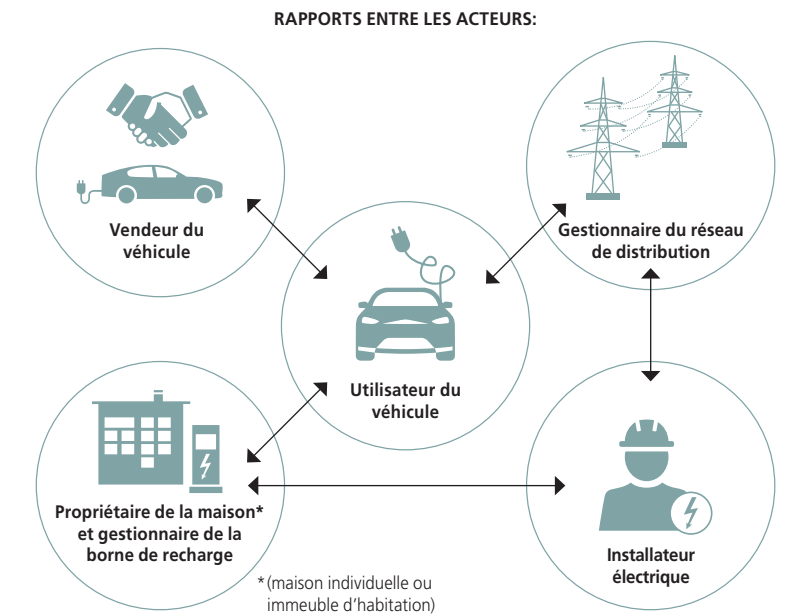 RAPPORTS ENTRE LES ACTEURS:
Vendeur du
véhicule
Gestionnaire du réseau
de distribution
Utilisateur du
véhicule
Propriétaire de la maison*
et gestionnaire de la
borne de recharge
Installateur
électrique
*(maison individuelle ou
immeuble d'habitation)